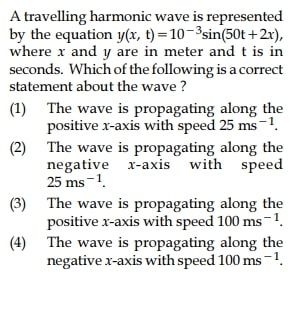 A travelling harmonic wave is represented
by the equation y(x, t) = 10⁻³sin(50t + 2x),
where x and y are in meter and t is in
seconds. Which of the following is a correct
statement about the wave ?
(1) The wave is propagating along the
positive x-axis with speed 25 ms⁻¹.
(2) The wave is propagating along the
negative x-axis with speed
25 ms⁻¹.
(3) The wave is propagating along the
positive x-axis with speed 100 ms⁻¹.
(4) The wave is propagating along the
negative x-axis with speed 100 ms⁻¹.